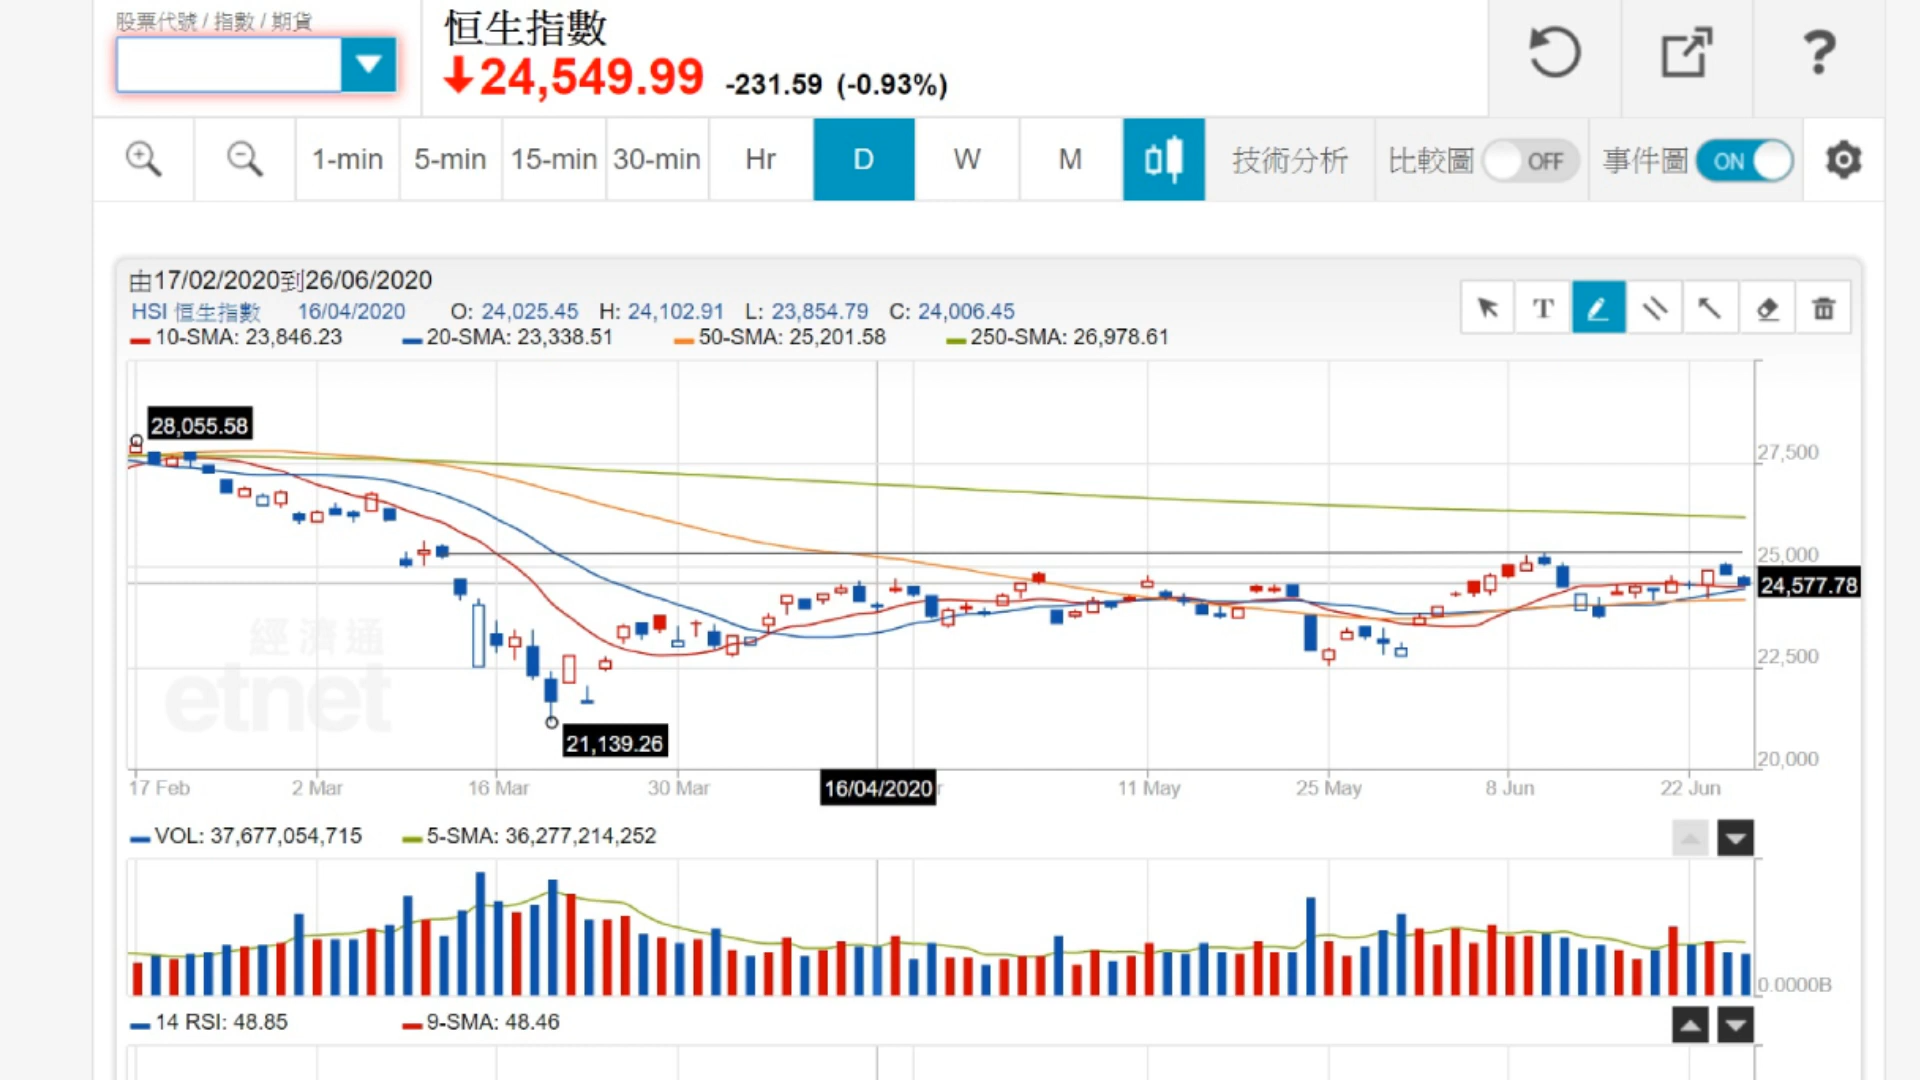 股票代號 / 指數 / 期貨
恒生指數
24,549.99 -231.59 (-0.93%)
?
1-min 5-min 15-min 30-min Hr D W M 技術分析 比較圖 OFF 事件圖 ON
由17/02/2020到26/06/2020
HSI 恒生指數 16/04/2020 O: 24,025.45 H: 24,102.91 L: 23,854.79 C: 24,006.45
T
10-SMA: 23,846.23 20-SMA: 23,338.51 50-SMA: 25,201.58 250-SMA: 26,978.61
28,055.58
27,500
25,000
24,577.78
經濟通
etnet
22,500
21,139.26
20,000
17 Feb 2 Mar 16 Mar 30 Mar 16/04/2020 11 May 25 May 8 Jun 22 Jun
VOL: 37,677,054,715 5-SMA: 36,277,214,252
0.0000B
14 RSI: 48.85 9-SMA: 48.46